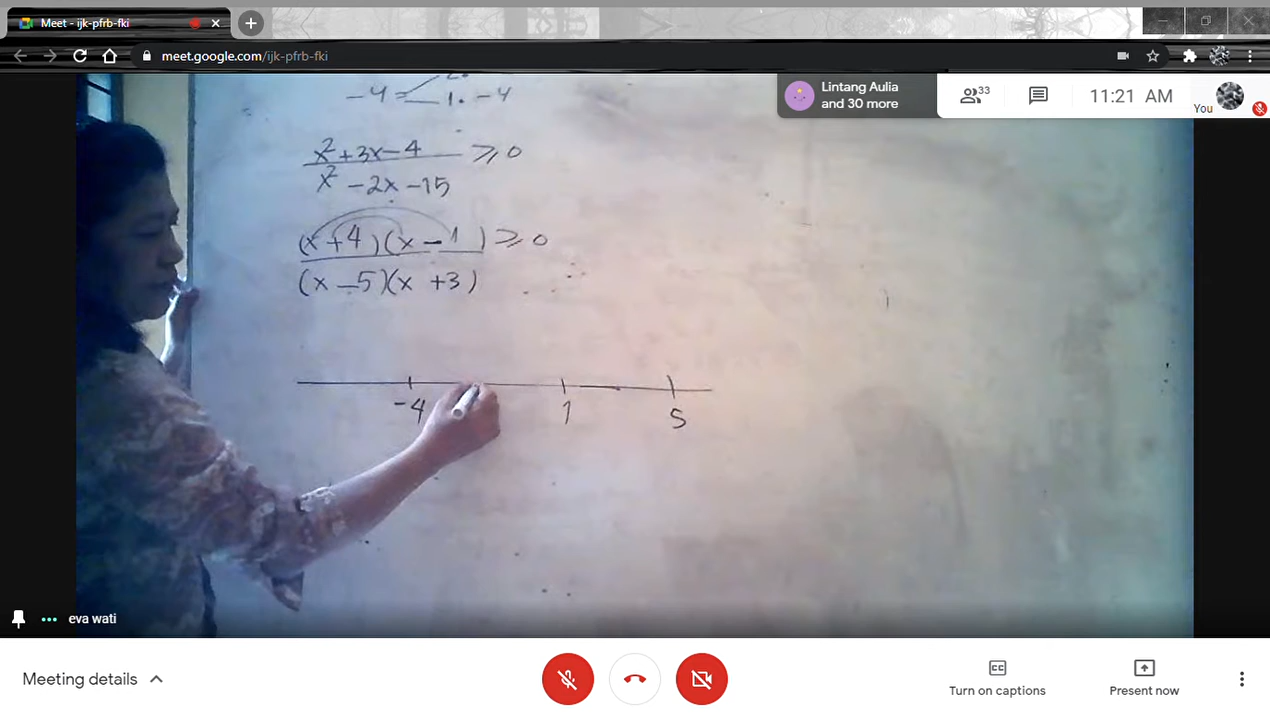 Meet - ijk-pfrb-fki
meet.google.com/ijk-pfrb-fki
Lintang Aulia
and 30 more
33
11:21 AM
You
-4 1. -4
x²+3x-4 ≥ 0
x² -2x -15
(x+4)(x-1) ≥ 0
(x-5)(x+3)
-4 1 5
eva wati
Meeting details
CC
Turn on captions
Present now